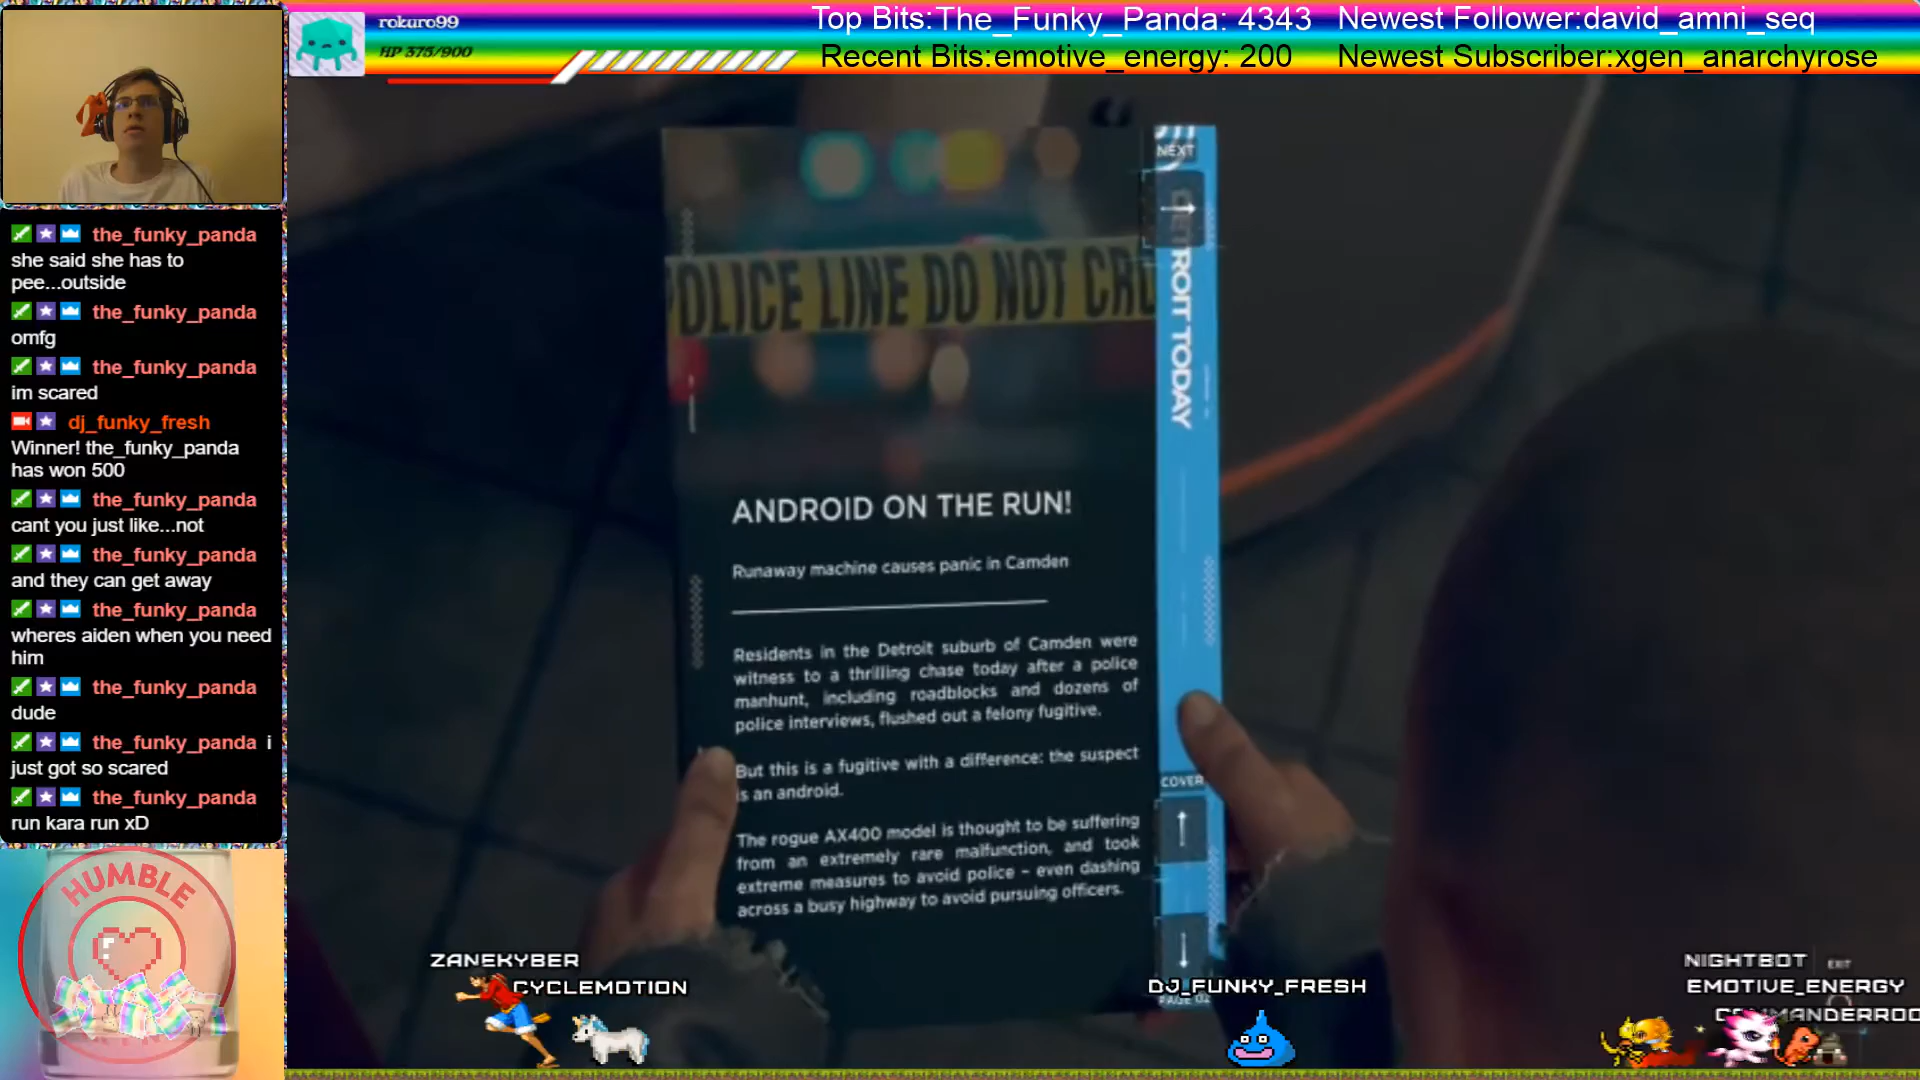 rokuro99
HP 375/900
Top Bits:The_Funky_Panda: 4343
Newest Follower:david_amni_seq
Recent Bits:emotive_energy: 200
Newest Subscriber:xgen_anarchyrose
the_funky_panda
she said she has to
pee...outside
the_funky_panda
omfg
the_funky_panda
im scared
dj_funky_fresh
Winner! the_funky_panda
has won 500
the_funky_panda
cant you just like...not
the_funky_panda
and they can get away
the_funky_panda
wheres aiden when you need
him
the_funky_panda
dude
the_funky_panda i
just got so scared
the_funky_panda
run kara run xD
HUMBLE
POLICE LINE DO NOT CRO
ANDROID ON THE RUN!
Runaway machine causes panic in Camden
Residents in the Detroit suburb of Camden were
witness to a thrilling chase today after a police
manhunt, including roadblocks and dozens of
police interviews, flushed out a felony fugitive.
But this is a fugitive with a difference: the suspect
is an android.
The rogue AX400 model is thought to be suffering
from an extremely rare malfunction, and took
extreme measures to avoid police – even dashing
across a busy highway to avoid pursuing officers.
NEXT
DETROIT TODAY
COVER
PAGE 02
ZANEKYBER
CYCLEMOTION
DJ_FUNKY_FRESH
NIGHTBOT
EXIT
EMOTIVE_ENERGY
COMMANDERROO